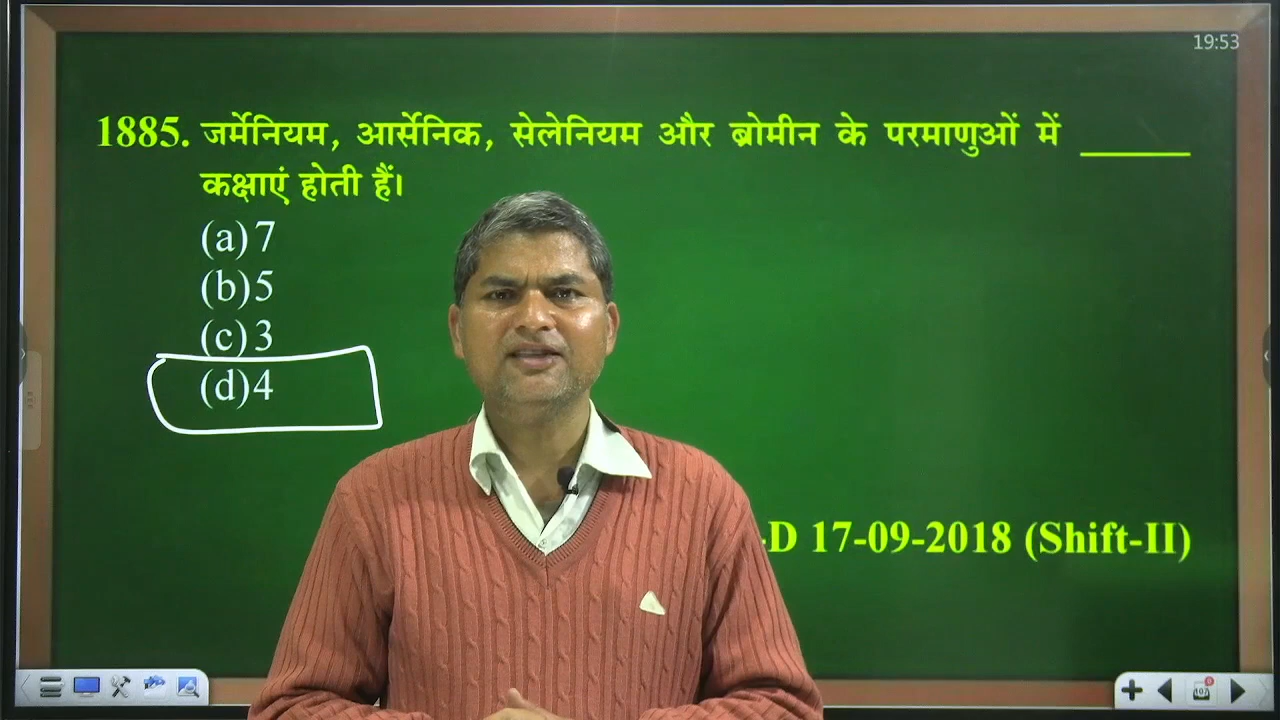 19:53
1885. जर्मेनियम, आर्सेनिक, सेलेनियम और ब्रोमीन के परमाणुओं में ______
कक्षाएं होती हैं।
(a) 7
(b) 5
(c) 3
(d) 4
-D 17-09-2018 (Shift-II)
107